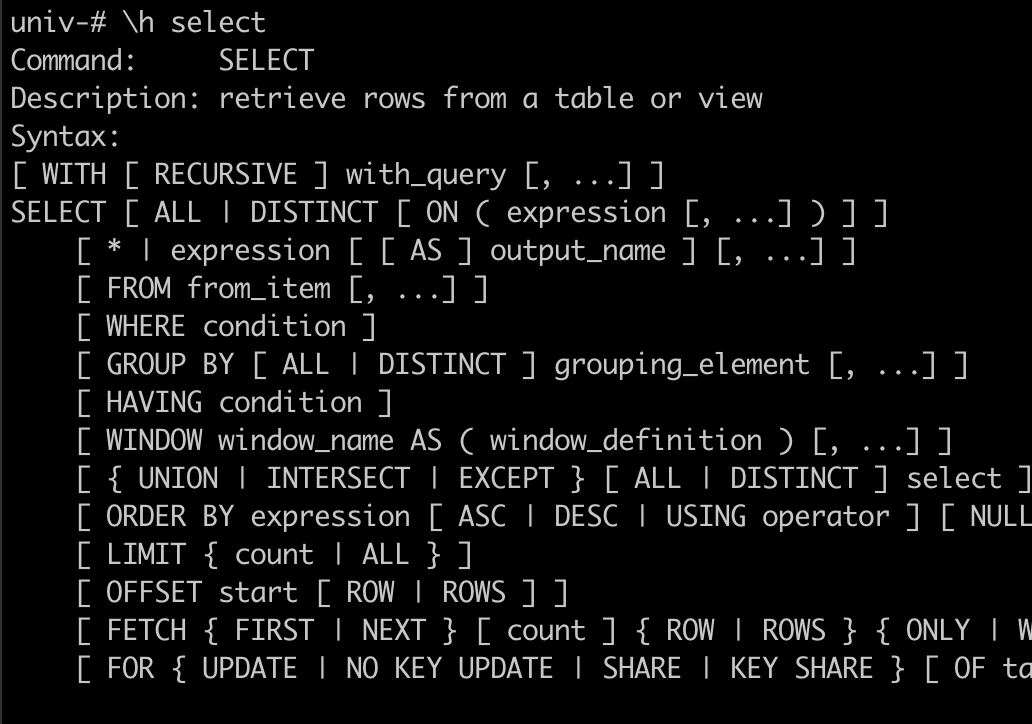 univ-# \h select
Command:     SELECT
Description: retrieve rows from a table or view
Syntax:
[ WITH [ RECURSIVE ] with_query [, ...] ]
SELECT [ ALL | DISTINCT [ ON ( expression [, ...] ) ] ]
    [ * | expression [ [ AS ] output_name ] [, ...] ]
    [ FROM from_item [, ...] ]
    [ WHERE condition ]
    [ GROUP BY [ ALL | DISTINCT ] grouping_element [, ...] ]
    [ HAVING condition ]
    [ WINDOW window_name AS ( window_definition ) [, ...] ]
    [ { UNION | INTERSECT | EXCEPT } [ ALL | DISTINCT ] select ]
    [ ORDER BY expression [ ASC | DESC | USING operator ] [ NULL
    [ LIMIT { count | ALL } ]
    [ OFFSET start [ ROW | ROWS ] ]
    [ FETCH { FIRST | NEXT } [ count ] { ROW | ROWS } { ONLY | W
    [ FOR { UPDATE | NO KEY UPDATE | SHARE | KEY SHARE } [ OF ta